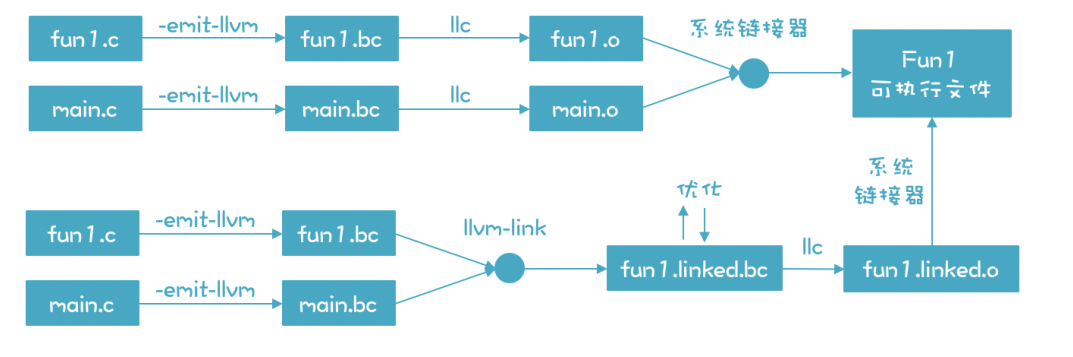 fun1.c
-emit-llvm
fun1.bc
llc
fun1.o
系统链接器
Fun1
可执行文件
main.c
-emit-llvm
main.bc
llc
main.o
系统
链接器
优化
fun1.c
-emit-llvm
fun1.bc
llvm-link
fun1.linked.bc
llc
fun1.linked.o
main.c
-emit-llvm
main.bc